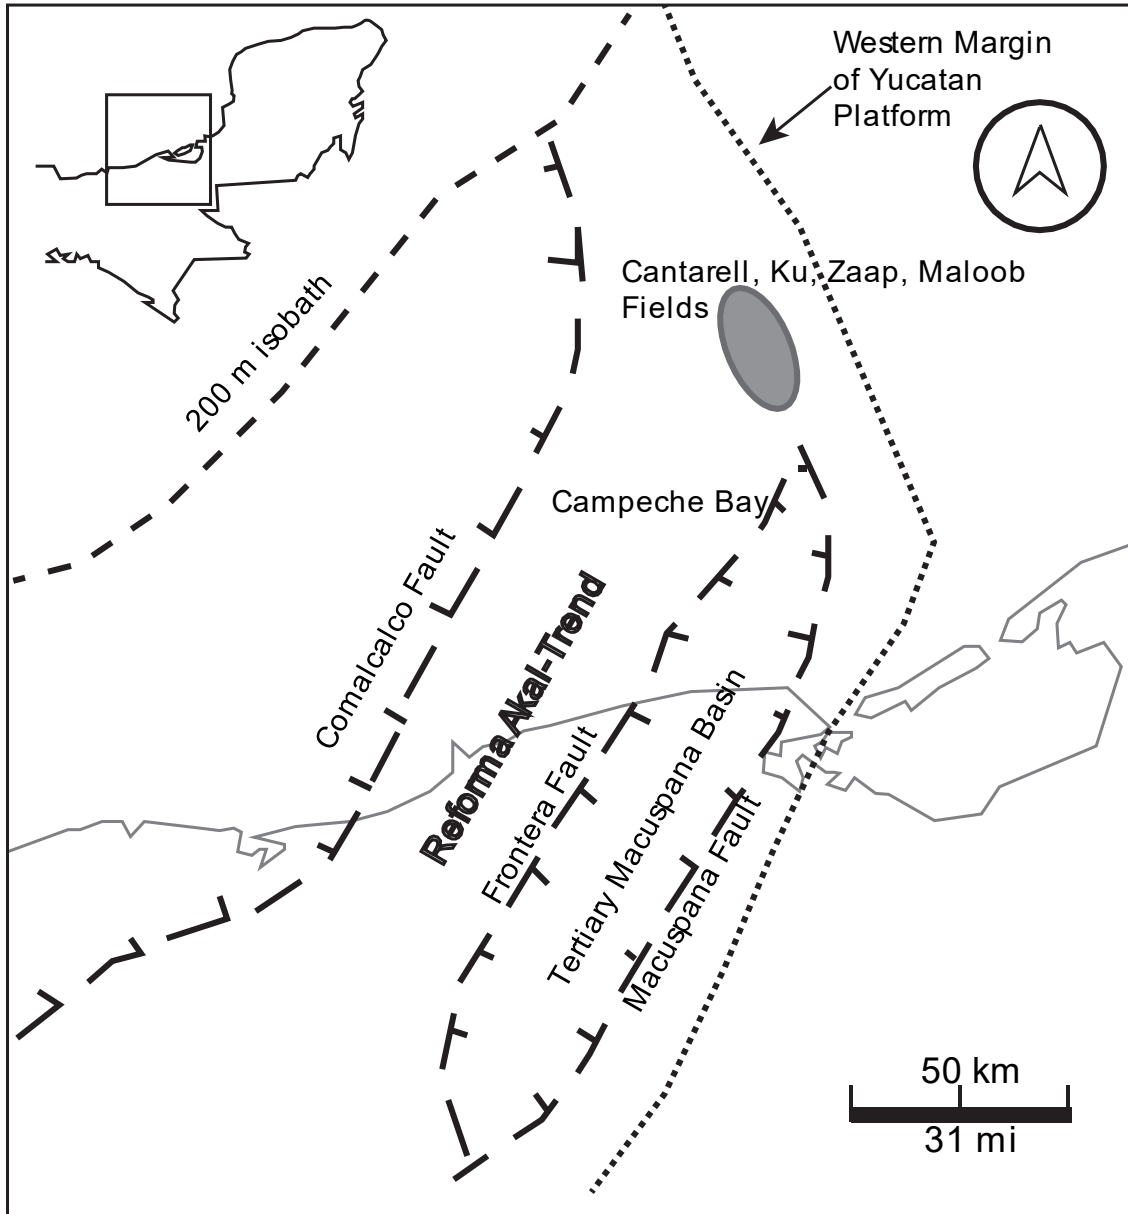 Western Margin
of Yucatan
Platform
Cantarell, Ku, Zaap, Maloob
Fields
200 m isobath
Campeche Bay
Comalcalco Fault
Reforma Akal-Trend
Frontera Fault
Tertiary Macuspana Basin
Macuspana Fault
50 km
31 mi